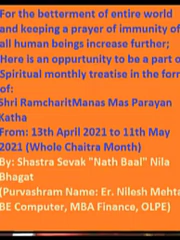 For the betterment of entire world
and keeping a prayer of immunity of
all human beings increase further;
Here is an oppurtunity to be a part of
Spiritual monthly treatise in the form
of:
Shri RamcharitManas Mas Parayan
Katha
From: 13th April 2021 to 11th May
2021 (Whole Chaitra Month)
By: Shastra Sevak "Nath Baal" Nila
Bhagat
(Purvashram Name: Er. Nilesh Mehta
BE Computer, MBA Finance, OLPE)